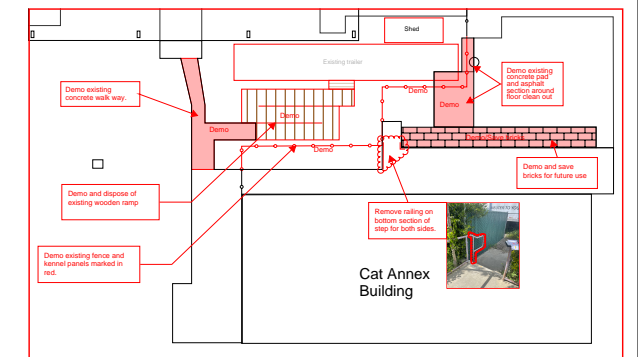 Shed
Existing trailer
Demo existing
concrete pad
and asphalt
section around
floor clean out
Demo existing
concrete walk way.
Demo
Demo
Demo
Demo
Demo
Demo/Save bricks
Demo and save
bricks for future use
Demo and dispose of
existing wooden ramp
Remove railing on
bottom section of
step for both sides.
Demo existing fence and
kennel panels marked in
red.
Cat Annex
Building